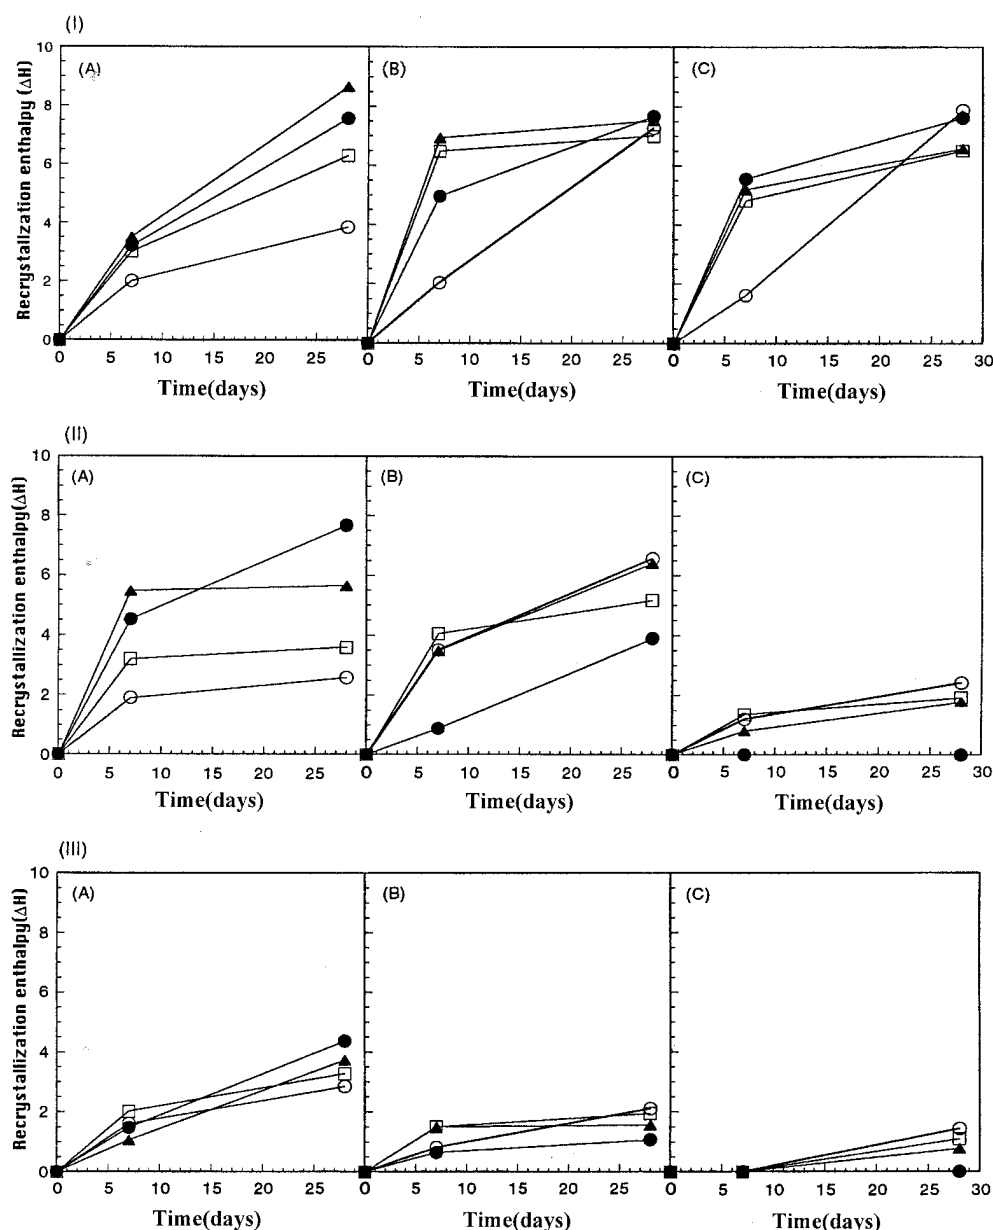 (I)
Recrystallization enthalpy (ΔH)
10
8
6
4
2
0
(A)
(B)
(C)
0 5 10 15 20 25 0 5 10 15 20 25 0 5 10 15 20 25 30
Time(days) Time(days) Time(days)
(II)
Recrystallization enthalpy(ΔH)
10
8
6
4
2
0
(A)
(B)
(C)
0 5 10 15 20 25 0 5 10 15 20 25 0 5 10 15 20 25 30
Time(days) Time(days) Time(days)
(III)
Recrystallization enthalpy(ΔH)
10
8
6
4
2
0
(A)
(B)
(C)
0 5 10 15 20 25 0 5 10 15 20 25 0 5 10 15 20 25 30
Time(days) Time(days) Time(days)